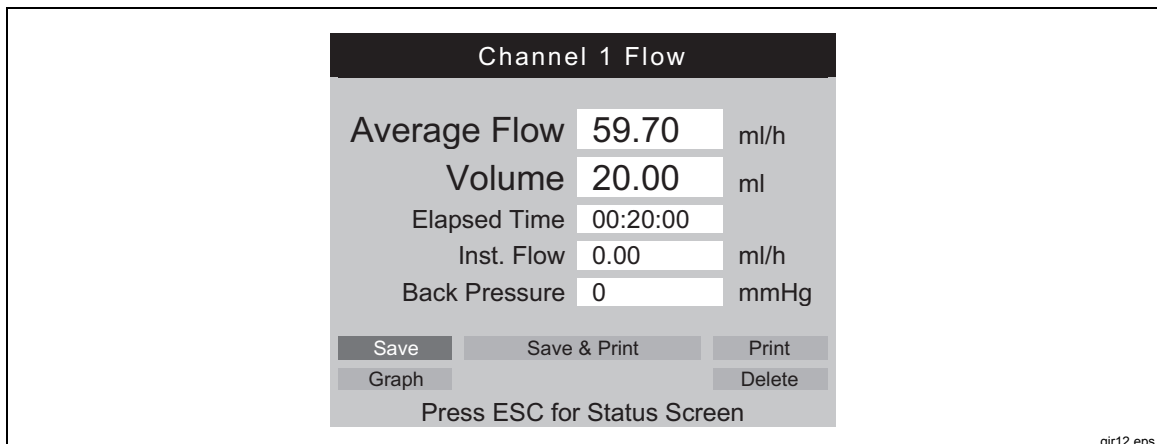 Channel 1 Flow
Average Flow 59.70 ml/h
Volume 20.00 ml
Elapsed Time 00:20:00
Inst. Flow 0.00 ml/h
Back Pressure 0 mmHg
Save Save & Print Print
Graph Delete
Press ESC for Status Screen
gir12.eps